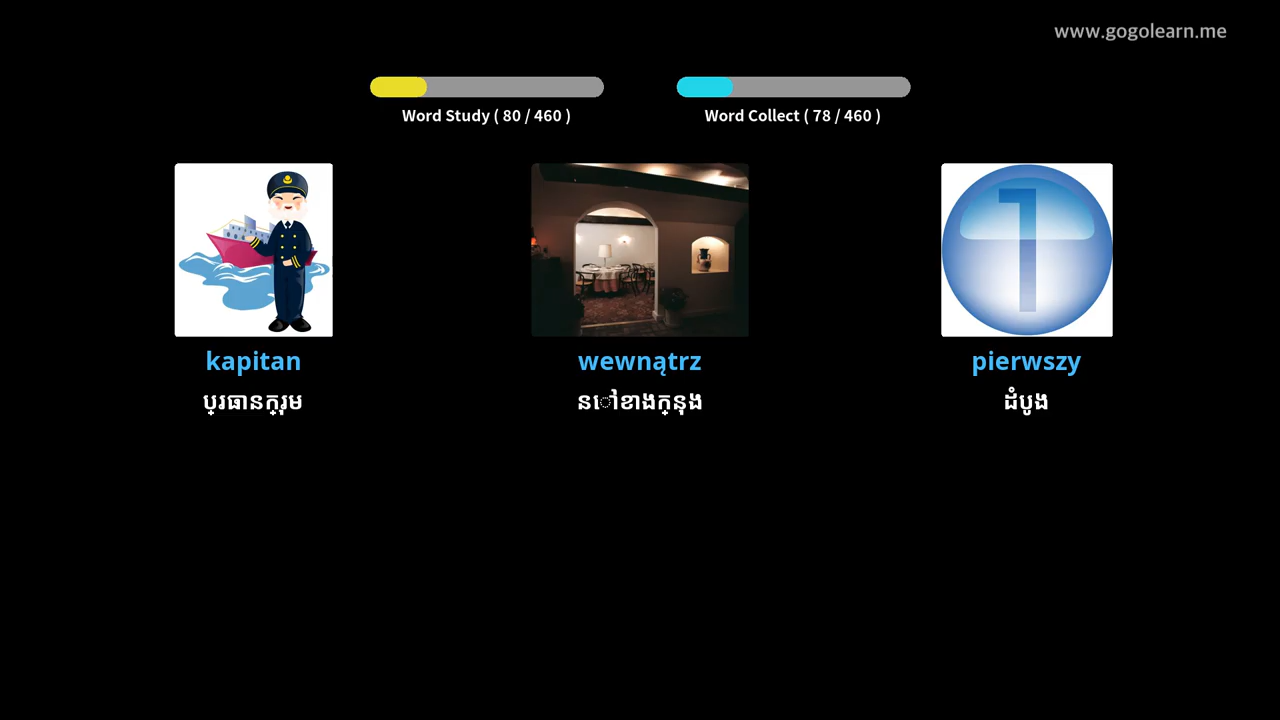 www.gogolearn.me
Word Study ( 80 / 460 )
Word Collect ( 78 / 460 )
1
kapitan
wewnątrz
pierwszy
ប្រធានក្រុម
នៅខាងក្នុង
ដំបូង